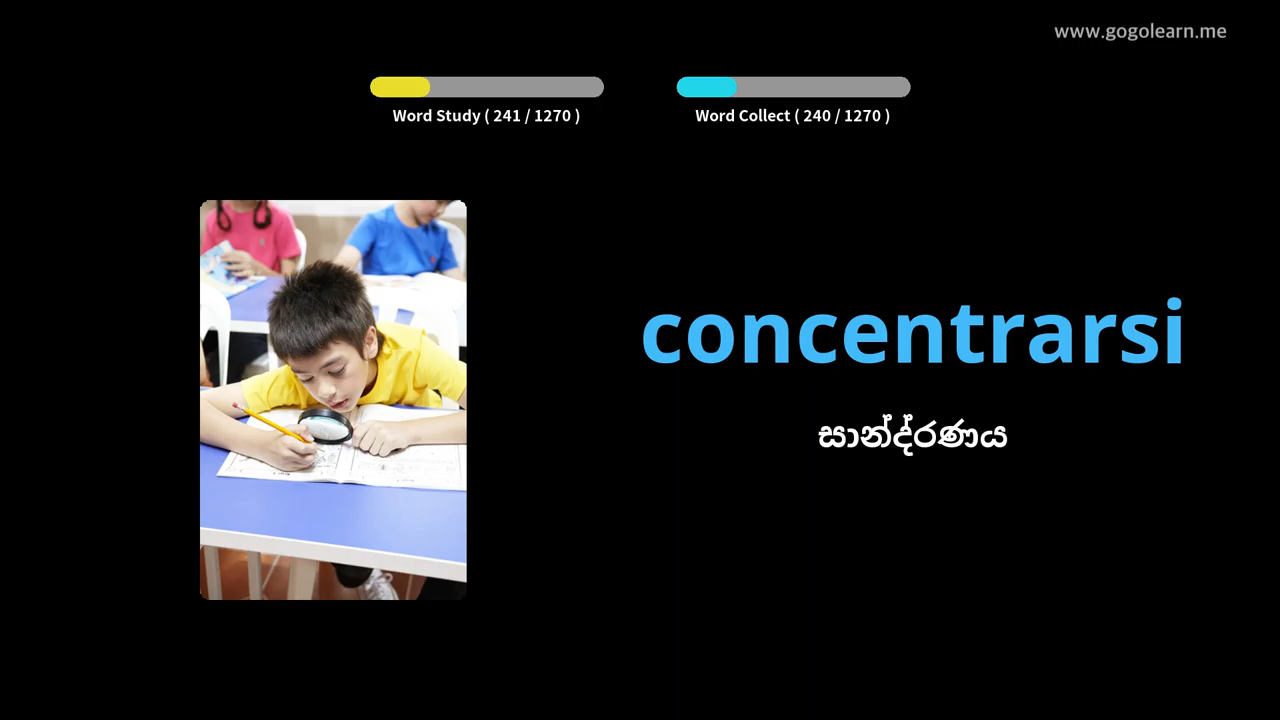 www.gogolearn.me
Word Study ( 241 / 1270 )
Word Collect ( 240 / 1270 )
concentrarsi
සාන්ද්රණය